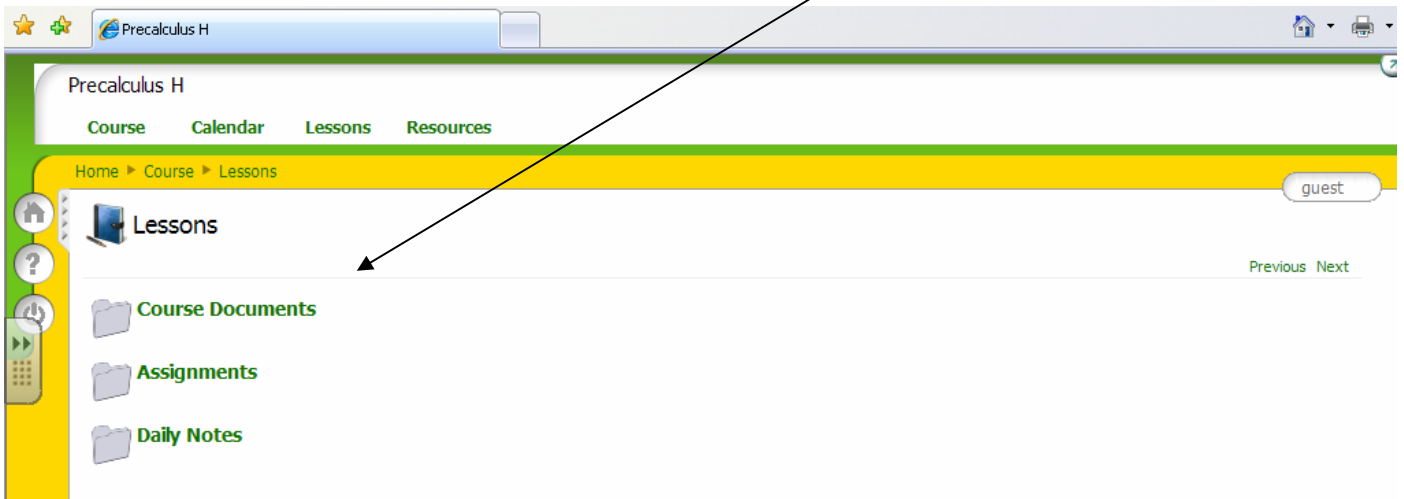 Precalculus H
Precalculus H
Course Calendar Lessons Resources
Home Course Lessons
guest
Lessons
Previous Next
Course Documents
Assignments
Daily Notes